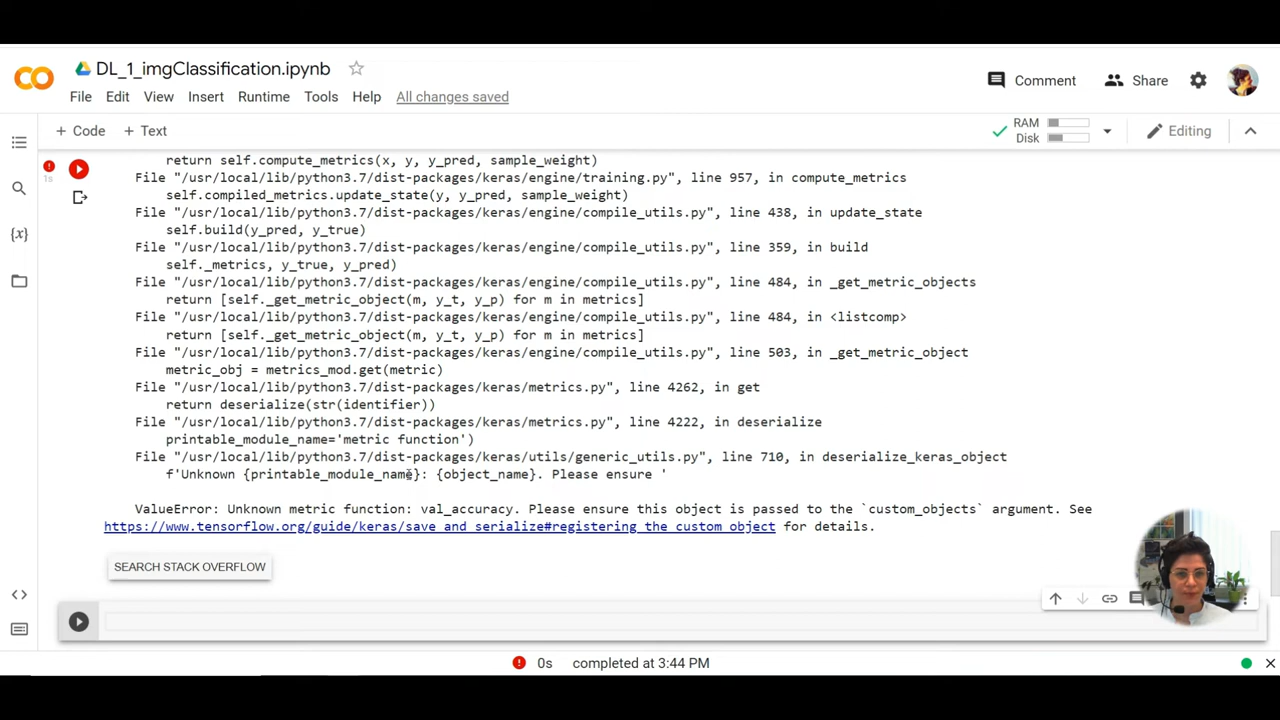 DL_1_imgClassification.ipynb
Comment
Share
File Edit View Insert Runtime Tools Help All changes saved
+ Code + Text
RAM
Disk
Editing
return self.compute_metrics(x, y, y_pred, sample_weight)
File "/usr/local/lib/python3.7/dist-packages/keras/engine/training.py", line 957, in compute_metrics
self.compiled_metrics.update_state(y, y_pred, sample_weight)
File "/usr/local/lib/python3.7/dist-packages/keras/engine/compile_utils.py", line 438, in update_state
self.build(y_pred, y_true)
File "/usr/local/lib/python3.7/dist-packages/keras/engine/compile_utils.py", line 359, in build
self._metrics, y_true, y_pred)
File "/usr/local/lib/python3.7/dist-packages/keras/engine/compile_utils.py", line 484, in _get_metric_objects
return [self._get_metric_object(m, y_t, y_p) for m in metrics]
File "/usr/local/lib/python3.7/dist-packages/keras/engine/compile_utils.py", line 484, in <listcomp>
return [self._get_metric_object(m, y_t, y_p) for m in metrics]
File "/usr/local/lib/python3.7/dist-packages/keras/engine/compile_utils.py", line 503, in _get_metric_object
metric_obj = metrics_mod.get(metric)
File "/usr/local/lib/python3.7/dist-packages/keras/metrics.py", line 4262, in get
return deserialize(str(identifier))
File "/usr/local/lib/python3.7/dist-packages/keras/metrics.py", line 4222, in deserialize
printable_module_name='metric function')
File "/usr/local/lib/python3.7/dist-packages/keras/utils/generic_utils.py", line 710, in deserialize_keras_object
f'Unknown {printable_module_name}: {object_name}. Please ensure '
ValueError: Unknown metric function: val_accuracy. Please ensure this object is passed to the `custom_objects` argument. See
https://www.tensorflow.org/guide/keras/save_and_serialize#registering_the_custom_object for details.
SEARCH STACK OVERFLOW
0s completed at 3:44 PM